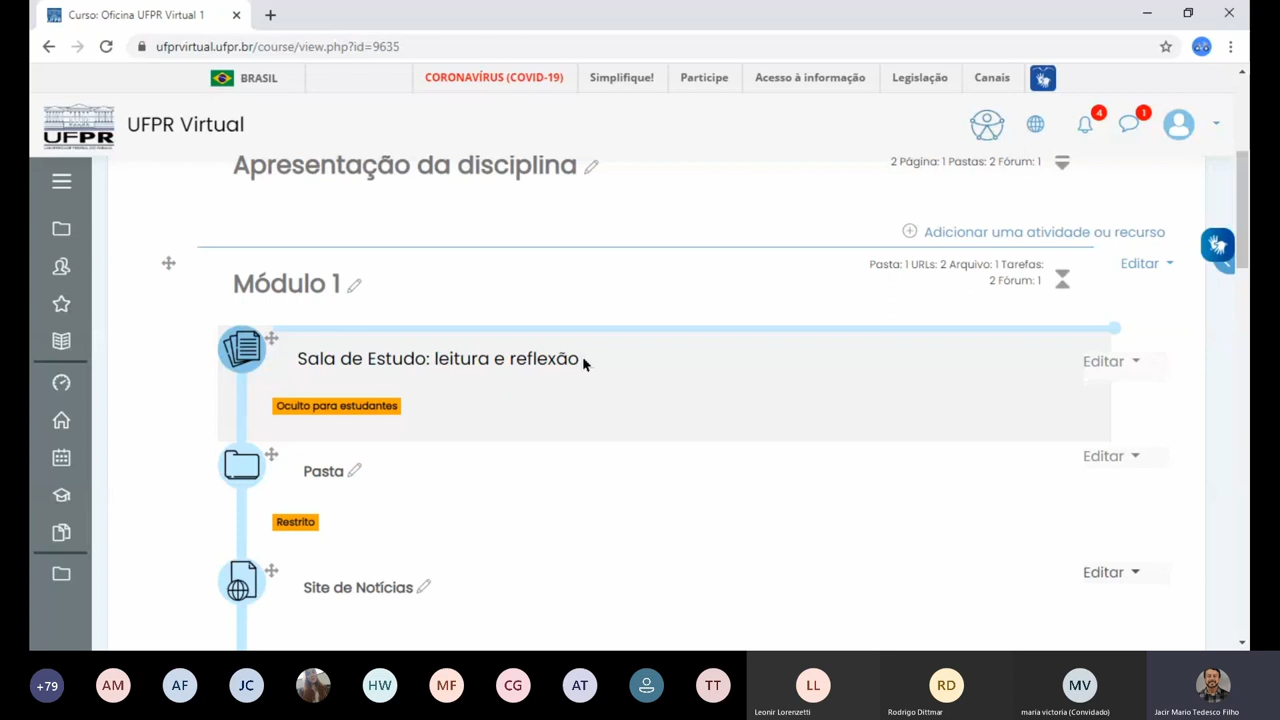 Curso: Oficina UFPR Virtual 1
ufprvirtual.ufpr.br/course/view.php?id=9635
BRASIL CORONAVÍRUS (COVID-19) Simplifique! Participe Acesso à informação Legislação Canais
UFPR UFPR Virtual 4 1
Apresentação da disciplina 2 Página: 1 Pastas: 2 Fórum: 1
Adicionar uma atividade ou recurso
Pasta: 1 URLs: 2 Arquivo: 1 Tarefas: Editar
Módulo 1 2 Fórum: 1
Sala de Estudo: leitura e reflexão Editar
Oculto para estudantes
Pasta Editar
Restrito
Site de Notícias Editar
+79 AM AF JC HW MF CG AT TT LL RD MV
Leonir Lorenzetti Rodrigo Dittmar maria victoria (Convidado) Jacir Mario Tedesco Filho